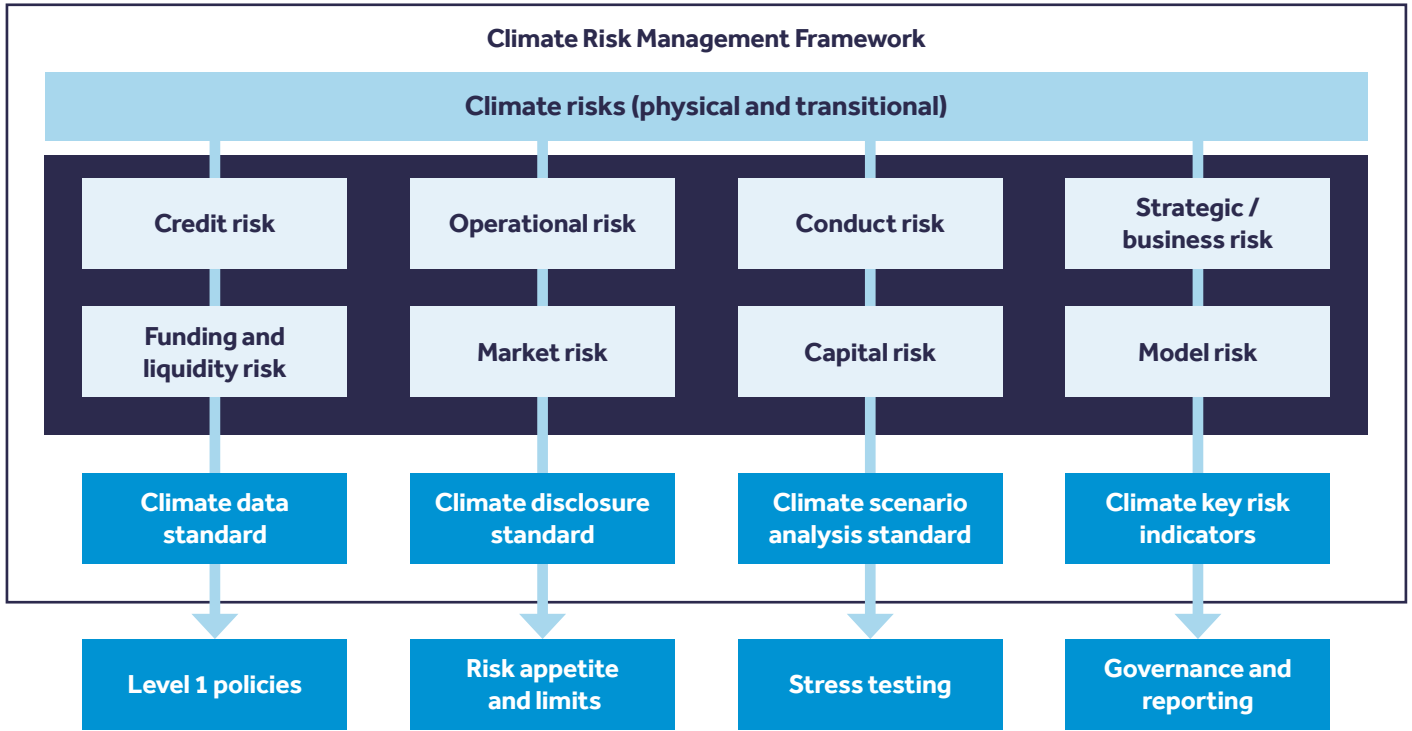 Climate Risk Management Framework
Climate risks (physical and transitional)
Credit risk
Operational risk
Conduct risk
Strategic /
business risk
Funding and
liquidity risk
Market risk
Capital risk
Model risk
Climate data
standard
Climate disclosure
standard
Climate scenario
analysis standard
Climate key risk
indicators
Level 1 policies
Risk appetite
and limits
Stress testing
Governance and
reporting